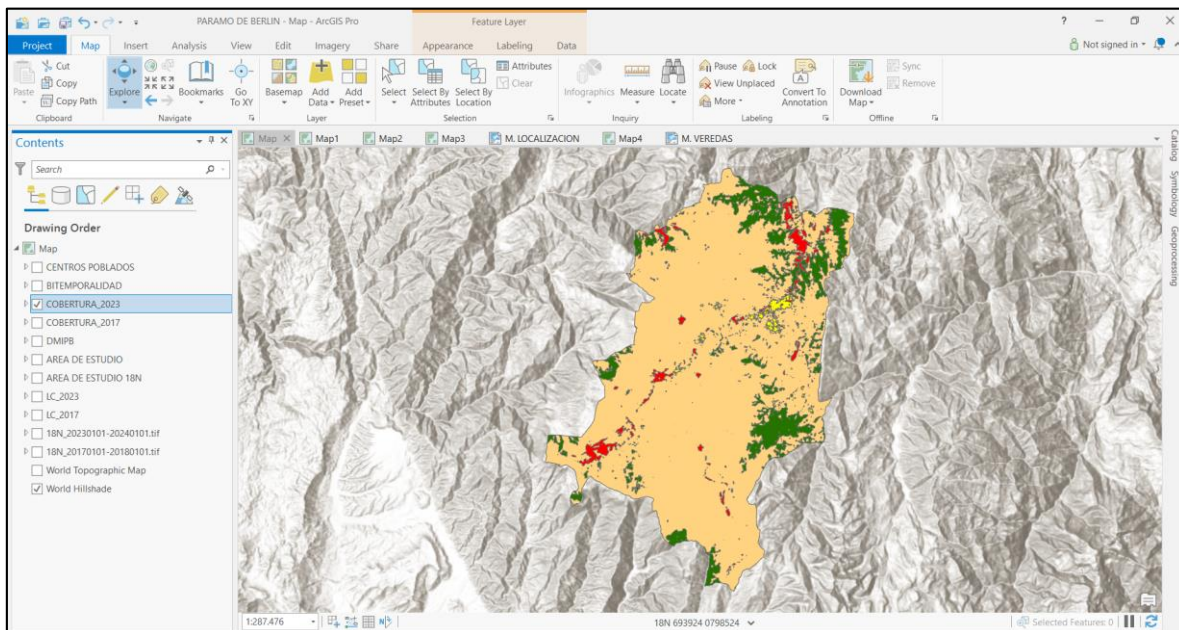 PARAMO DE BERLIN - Map - ArcGIS Pro
Feature Layer
?
Project
Map
Insert
Analysis
View
Edit
Imagery
Share
Appearance
Labeling
Data
Not signed in
Paste
Cut
Copy
Copy Path
Clipboard
Explore
Bookmarks
Go
To XY
Navigate
Basemap
Add
Data
Add
Preset
Layer
Select
Select By
Attributes
Select By
Location
Attributes
Clear
Selection
Infographics
Measure
Locate
Inquiry
Pause
Lock
View Unplaced
More
Convert To
Annotation
Labeling
Download
Map
Sync
Remove
Offline
Contents
Search
Drawing Order
Map
CENTROS POBLADOS
BITEMPORALIDAD
COBERTURA_2023
COBERTURA_2017
DMIPB
AREA DE ESTUDIO
AREA DE ESTUDIO 18N
LC_2023
LC_2017
18N_20230101-20240101.tif
18N_20170101-20180101.tif
World Topographic Map
World Hillshade
Map
Map1
Map2
Map3
M. LOCALIZACION
Map4
M. VEREDAS
Catalog
Symbology
Geoprocessing
1:287.476
18N 693924 0798524
Selected Features: 0